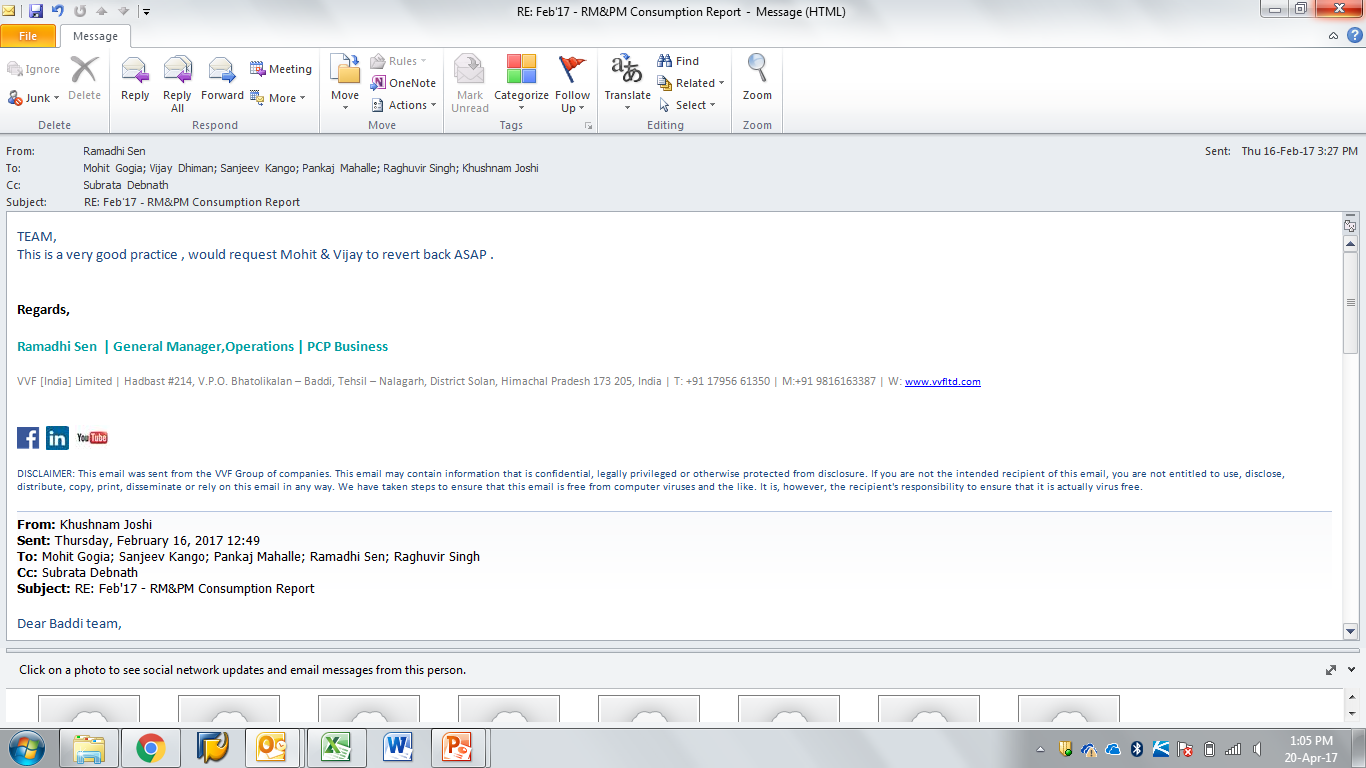 RE: Feb'17 - RM&PM Consumption Report - Message (HTML)
File Message
Ignore
Junk
Delete
Reply
Reply All
Forward
Meeting
More
Move
Rules
OneNote
Actions
Mark Unread
Categorize
Follow Up
Translate
Find
Related
Select
Zoom
Delete Respond Move Tags Editing Zoom
From: Ramadhi Sen Sent: Thu 16-Feb-17 3:27 PM
To: Mohit Gogia; Vijay Dhiman; Sanjeev Kango; Pankaj Mahalle; Raghuvir Singh; Khushnam Joshi
Cc: Subrata Debnath
Subject: RE: Feb'17 - RM&PM Consumption Report
TEAM,
This is a very good practice , would request Mohit & Vijay to revert back ASAP .
Regards,
Ramadhi Sen | General Manager,Operations | PCP Business
VVF [India] Limited | Hadbast #214, V.P.O. Bhatolikalan – Baddi, Tehsil – Nalagarh, District Solan, Himachal Pradesh 173 205, India | T: +91 17956 61350 | M:+91 9816163387 | W: www.vvfltd.com
f in You Tube
DISCLAIMER: This email was sent from the VVF Group of companies. This email may contain information that is confidential, legally privileged or otherwise protected from disclosure. If you are not the intended recipient of this email, you are not entitled to use, disclose,
distribute, copy, print, disseminate or rely on this email in any way. We have taken steps to ensure that this email is free from computer viruses and the like. It is, however, the recipient's responsibility to ensure that it is actually virus free.
From: Khushnam Joshi
Sent: Thursday, February 16, 2017 12:49
To: Mohit Gogia; Sanjeev Kango; Pankaj Mahalle; Ramadhi Sen; Raghuvir Singh
Cc: Subrata Debnath
Subject: RE: Feb'17 - RM&PM Consumption Report
Dear Baddi team,
Click on a photo to see social network updates and email messages from this person.
1:05 PM
20-Apr-17